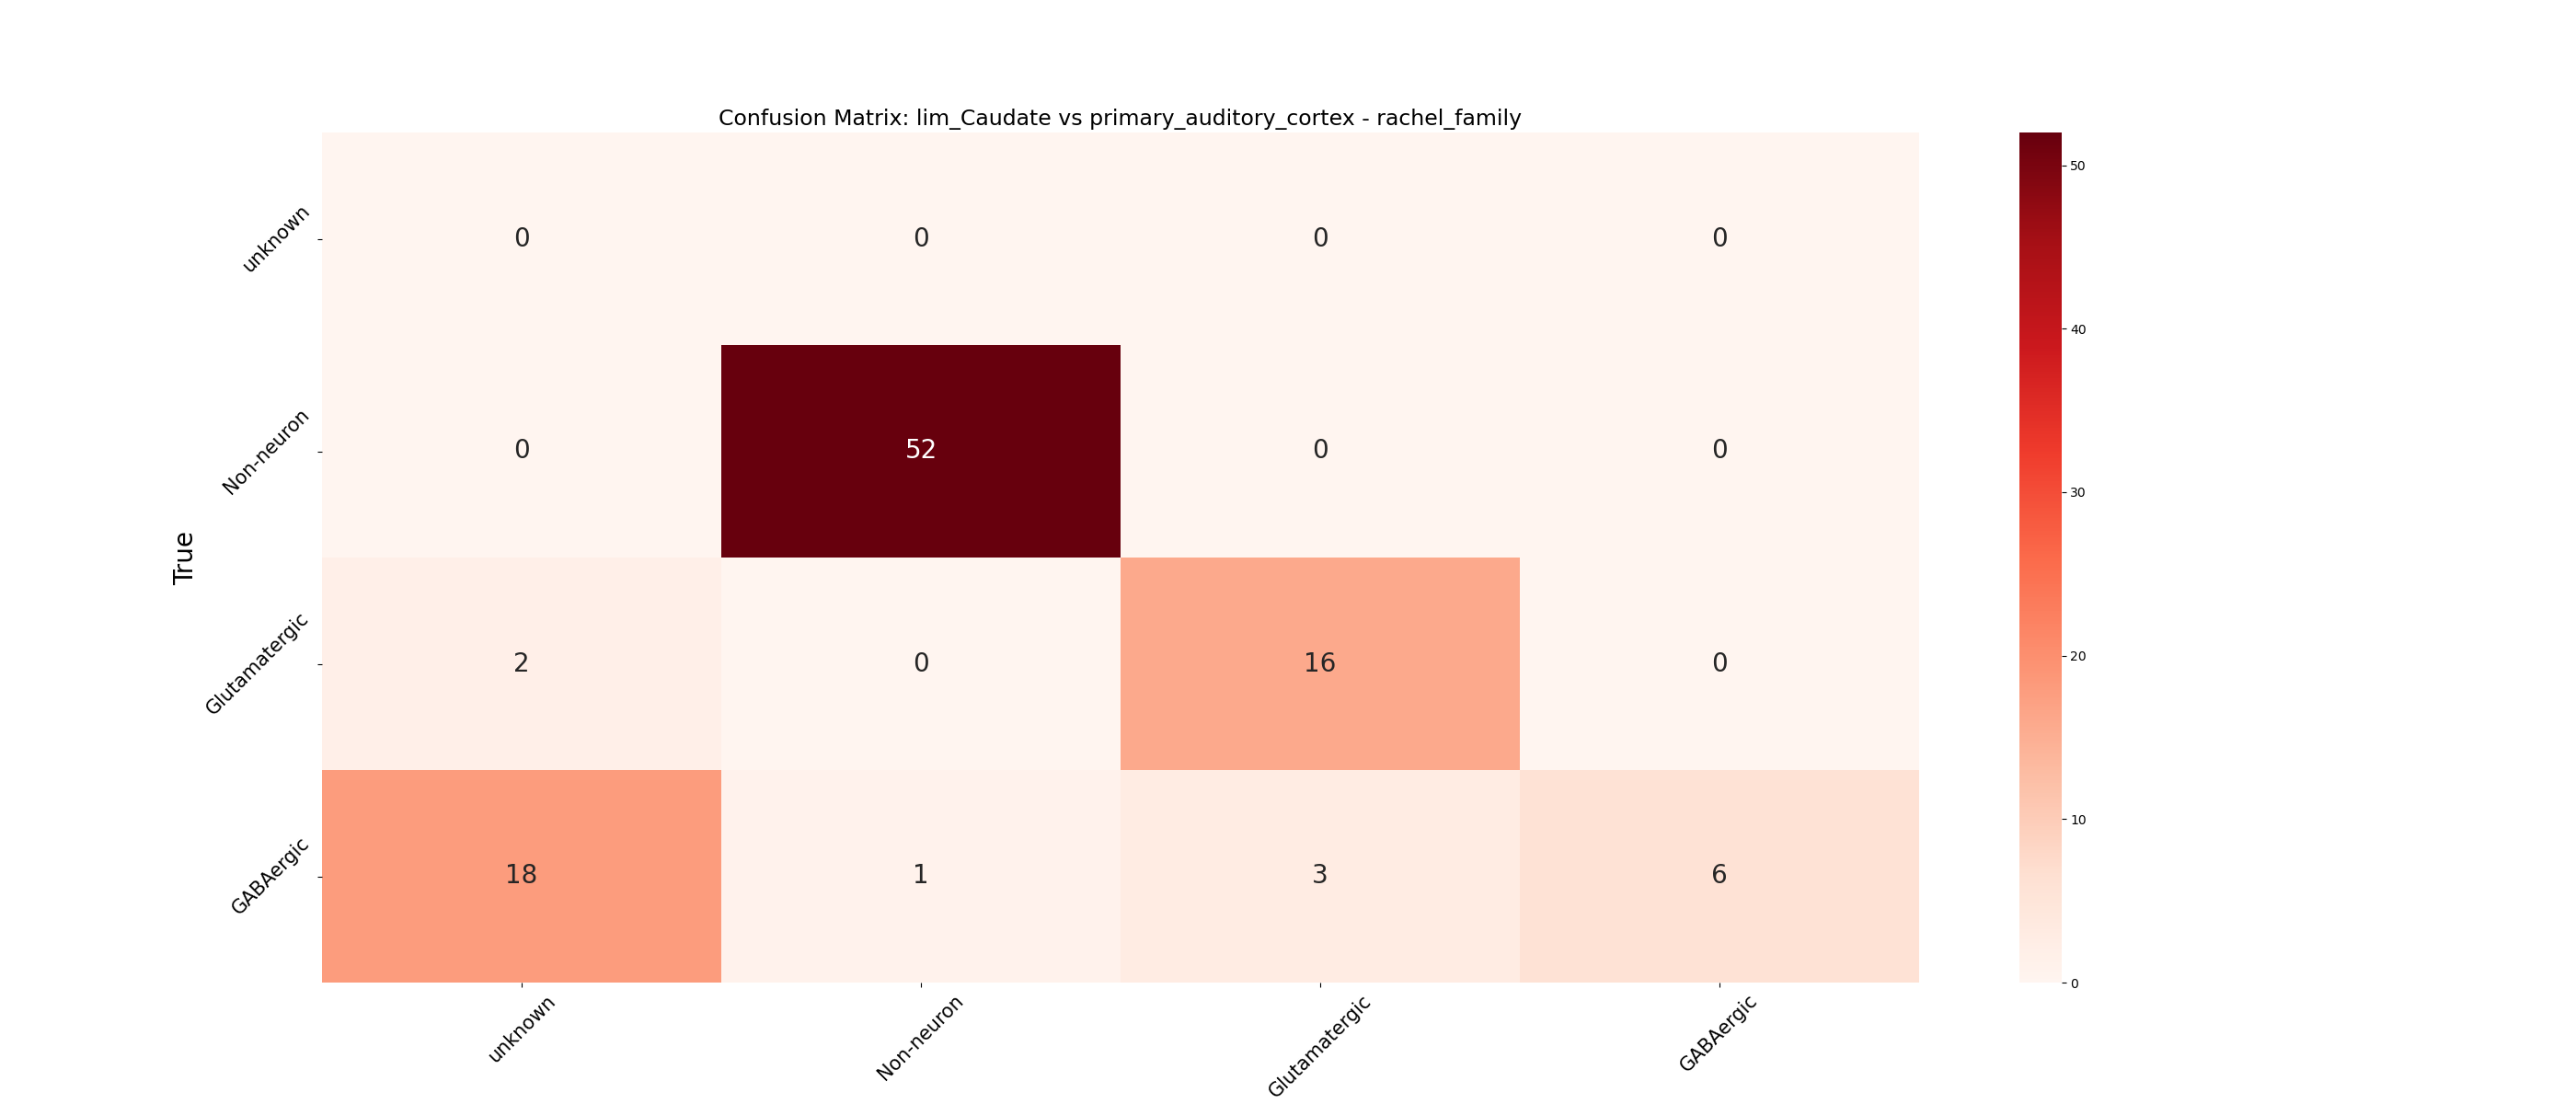 Confusion Matrix: lim_Caudate vs primary_auditory_cortex - rachel_family
unknown 0 0 0 0
Non-neuron 0 52 0 0
Glutamatergic 2 0 16 0
GABAergic 18 1 3 6
True
unknown Non-neuron Glutamatergic GABAergic
50
40
30
20
10
0